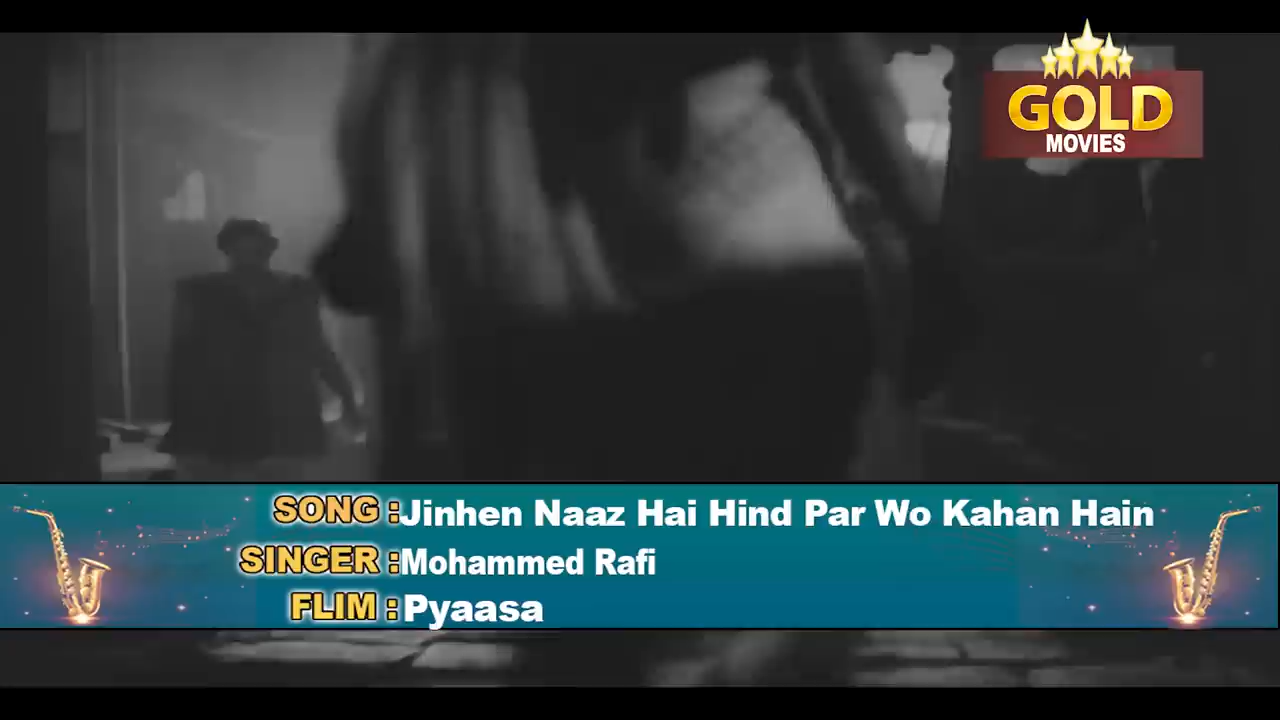 GOLD
MOVIES
SONG :Jinhen Naaz Hai Hind Par Wo Kahan Hain
SINGER :Mohammed Rafi
FLIM :Pyaasa